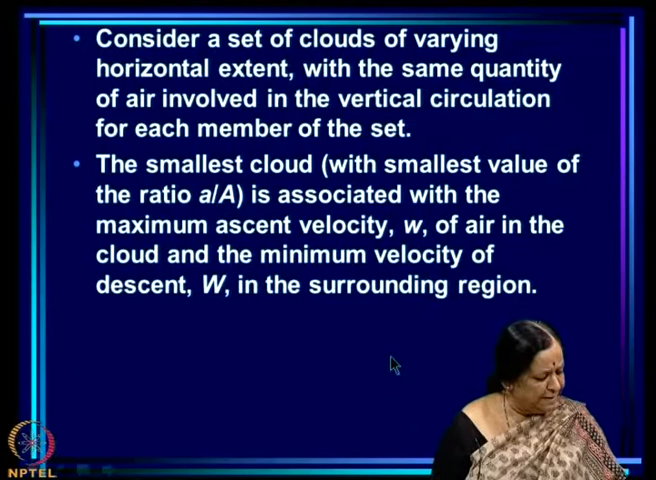 • Consider a set of clouds of varying
horizontal extent, with the same quantity
of air involved in the vertical circulation
for each member of the set.
• The smallest cloud (with smallest value of
the ratio a/A) is associated with the
maximum ascent velocity, w, of air in the
cloud and the minimum velocity of
descent, W, in the surrounding region.
NPTEL